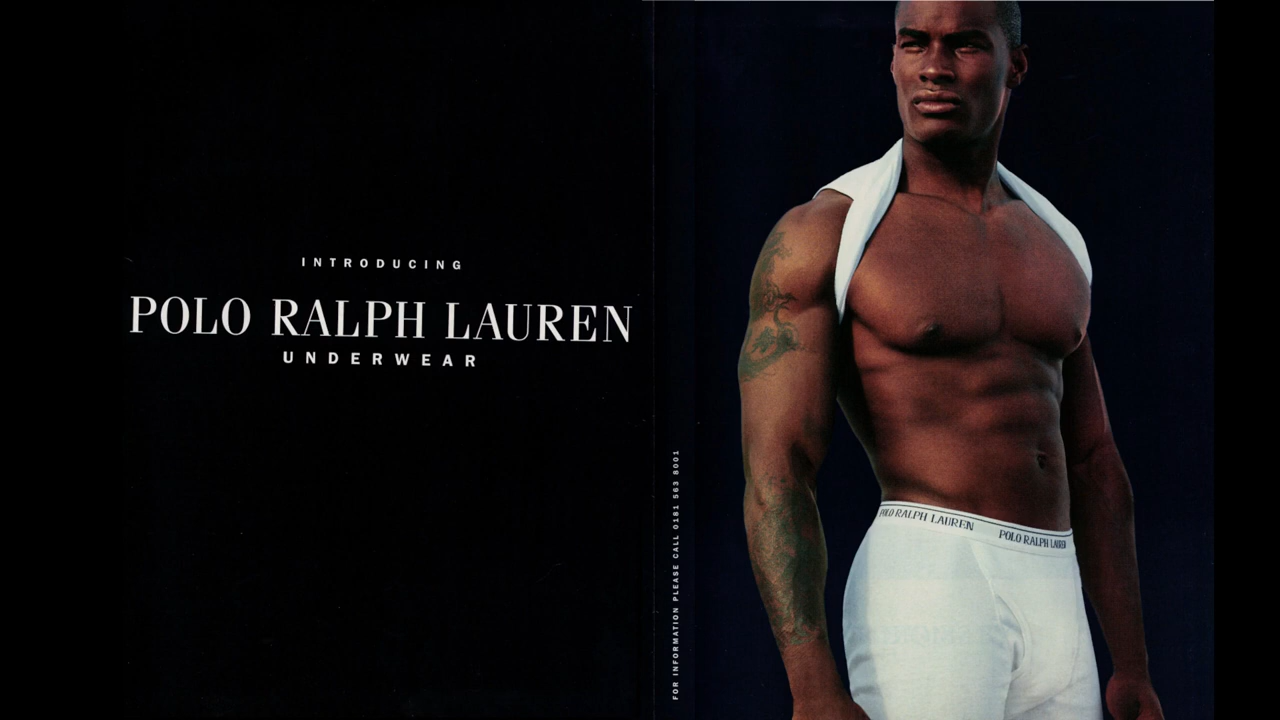 INTRODUCING
POLO RALPH LAUREN
UNDERWEAR
FOR INFORMATION PLEASE CALL 0181 563 8001
POLO RALPH LAUREN POLO RALPH LAUREN